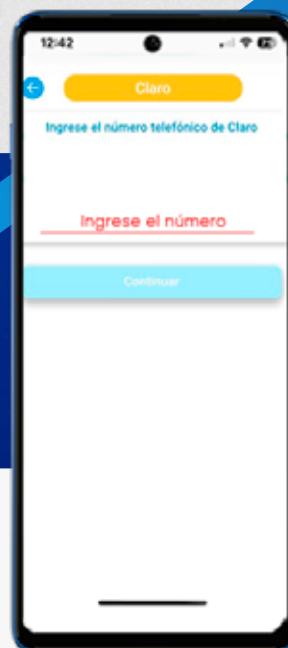 12:42
Claro
Ingrese el número telefónico de Claro
Ingrese el número
Continuar